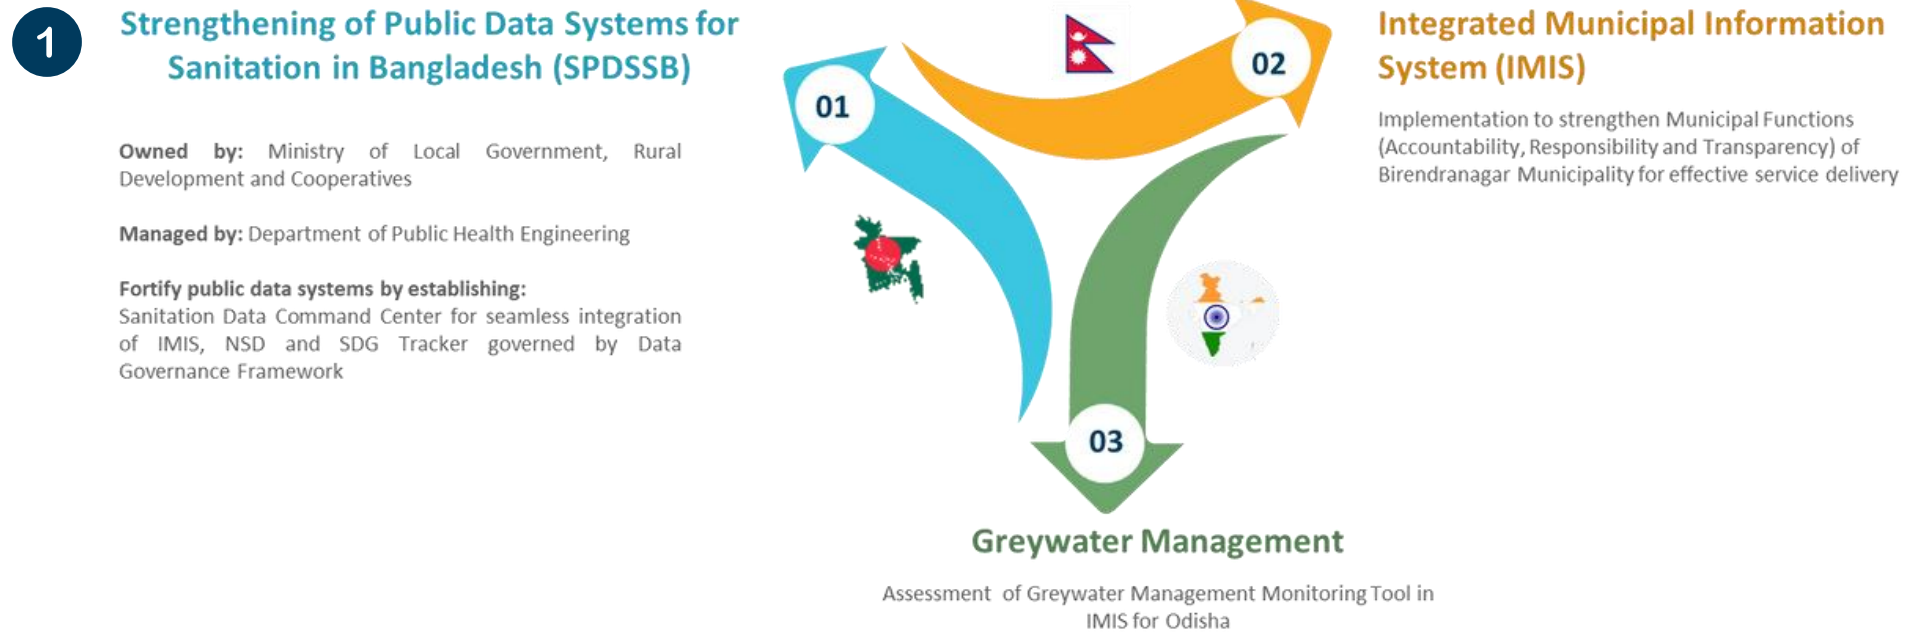 1
Strengthening of Public Data Systems for
Sanitation in Bangladesh (SPDSSB)
Owned by: Ministry of Local Government, Rural
Development and Cooperatives
Managed by: Department of Public Health Engineering
Fortify public data systems by establishing:
Sanitation Data Command Center for seamless integration
of IMIS, NSD and SDG Tracker governed by Data
Governance Framework
01
02
Integrated Municipal Information
System (IMIS)
Implementation to strengthen Municipal Functions
(Accountability, Responsibility and Transparency) of
Birendranagar Municipality for effective service delivery
03
Greywater Management
Assessment of Greywater Management Monitoring Tool in
IMIS for Odisha